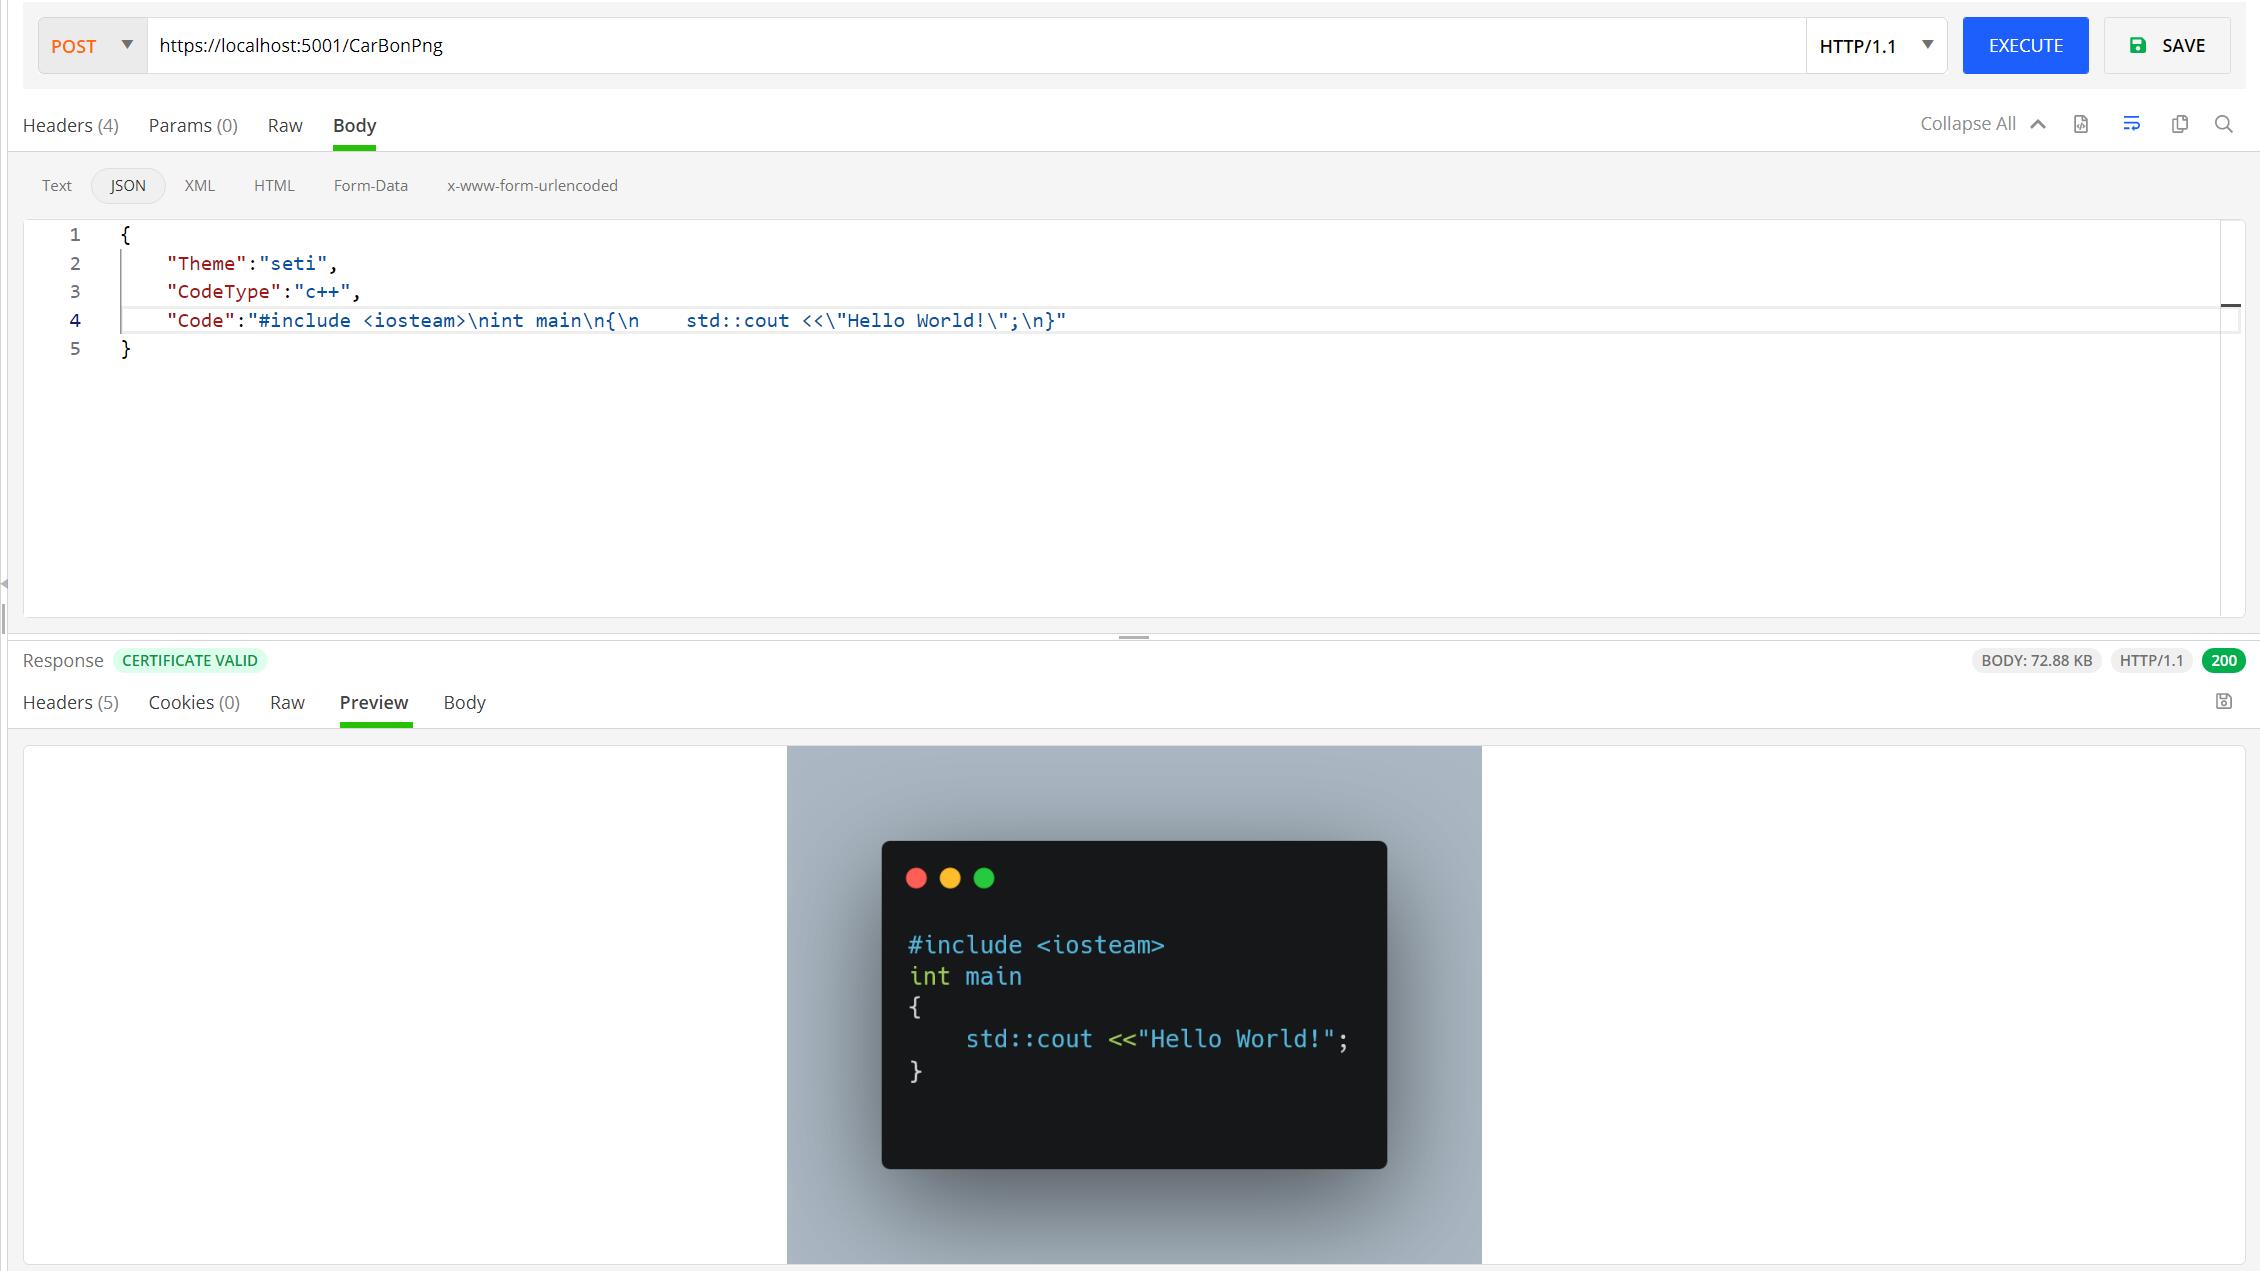 POST https://localhost:5001/CarBonPng HTTP/1.1 EXECUTE SAVE
Headers (4) Params (0) Raw Body Collapse All
Text JSON XML HTML Form-Data x-www-form-urlencoded
1 {
2     "Theme":"seti",
3     "CodeType":"c++",
4     "Code":"#include <iosteam>\nint main\n{\n    std::cout <<\"Hello World!\";\n}"
5 }
Response CERTIFICATE VALID BODY: 72.88 KB HTTP/1.1 200
Headers (5) Cookies (0) Raw Preview Body
#include <iosteam>
int main
{
    std::cout <<"Hello World!";
}